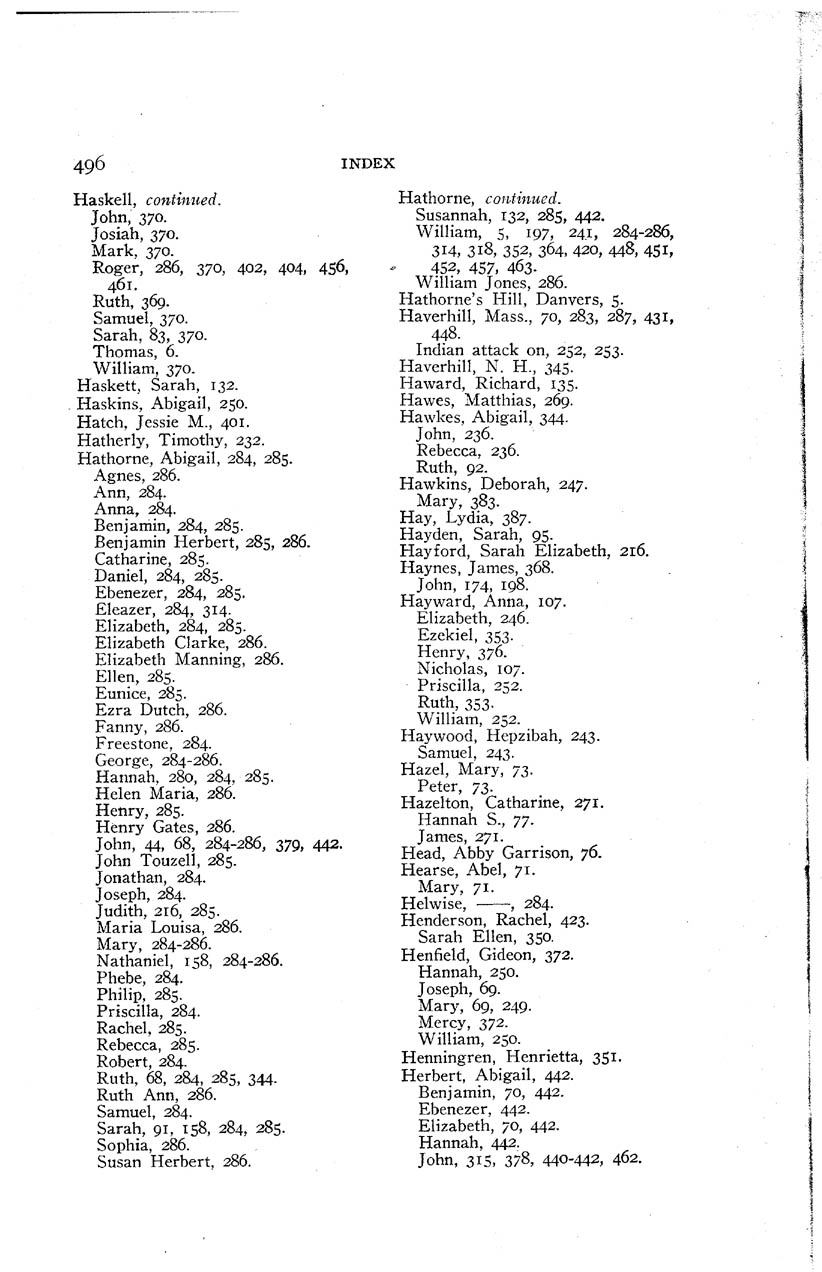 496
INDEX
Haskell, continued.
John, 370.
Josiah, 370.
Mark, 370.
Roger, 286, 370, 402, 404, 456,
461.
Ruth, 369.
Samuel, 370.
Sarah, 83, 370.
Thomas, 6.
William, 370.
Haskett, Sarah, 132.
Haskins, Abigail, 250.
Hatch, Jessie M., 401.
Hatherly, Timothy, 232.
Hathorne, Abigail, 284, 285.
Agnes, 286.
Ann, 284.
Anna, 284.
Benjamin, 284, 285.
Benjamin Herbert, 285, 286.
Catharine, 285.
Daniel, 284, 285.
Ebenezer, 284, 285.
Eleazer, 284, 314.
Elizabeth, 284, 285.
Elizabeth Clarke, 286.
Elizabeth Manning, 286.
Ellen, 285.
Eunice, 285.
Ezra Dutch, 286.
Fanny, 286.
Freestone, 284.
George, 284-286.
Hannah, 280, 284, 285.
Helen Maria, 286.
Henry, 285.
Henry Gates, 286.
John, 44, 68, 284-286, 379, 442.
John Touzell, 285.
Jonathan, 284.
Joseph, 284.
Judith, 216, 285.
Maria Louisa, 286.
Mary, 284-286.
Nathaniel, 158, 284-286.
Phebe, 284.
Philip, 285.
Priscilla, 284.
Rachel, 285.
Rebecca, 285.
Robert, 284.
Ruth, 68, 284, 285, 344.
Ruth Ann, 286.
Samuel, 284.
Sarah, 91, 158, 284, 285.
Sophia, 286.
Susan Herbert, 286.
Hathorne, continued.
Susannah, 132, 285, 442.
William, 5, 197, 241, 284-286,
314, 318, 352, 364, 420, 448, 451,
452, 457, 463.
William Jones, 286.
Hathorne's Hill, Danvers, 5.
Haverhill, Mass., 70, 283, 287, 431,
448.
Indian attack on, 252, 253.
Haverhill, N. H., 345.
Haward, Richard, 135.
Hawes, Matthias, 269.
Hawkes, Abigail, 344.
John, 236.
Rebecca, 236.
Ruth, 92.
Hawkins, Deborah, 247.
Mary, 383.
Hay, Lydia, 387.
Hayden, Sarah, 95.
Hayford, Sarah Elizabeth, 216.
Haynes, James, 368.
John, 174, 198.
Hayward, Anna, 107.
Elizabeth, 246.
Ezekiel, 353.
Henry, 376.
Nicholas, 107.
Priscilla, 252.
Ruth, 353.
William, 252.
Haywood, Hepzibah, 243.
Samuel, 243.
Hazel, Mary, 73.
Peter, 73.
Hazelton, Catharine, 271.
Hannah S., 77.
James, 271.
Head, Abby Garrison, 76.
Hearse, Abel, 71.
Mary, 71.
Helwise, ——, 284.
Henderson, Rachel, 423.
Sarah Ellen, 350.
Henfield, Gideon, 372.
Hannah, 250.
Joseph, 69.
Mary, 69, 249.
Mercy, 372.
William, 250.
Henningren, Henrietta, 351.
Herbert, Abigail, 442.
Benjamin, 70, 442.
Ebenezer, 442.
Elizabeth, 70, 442.
Hannah, 442.
John, 315, 378, 440-442, 462.